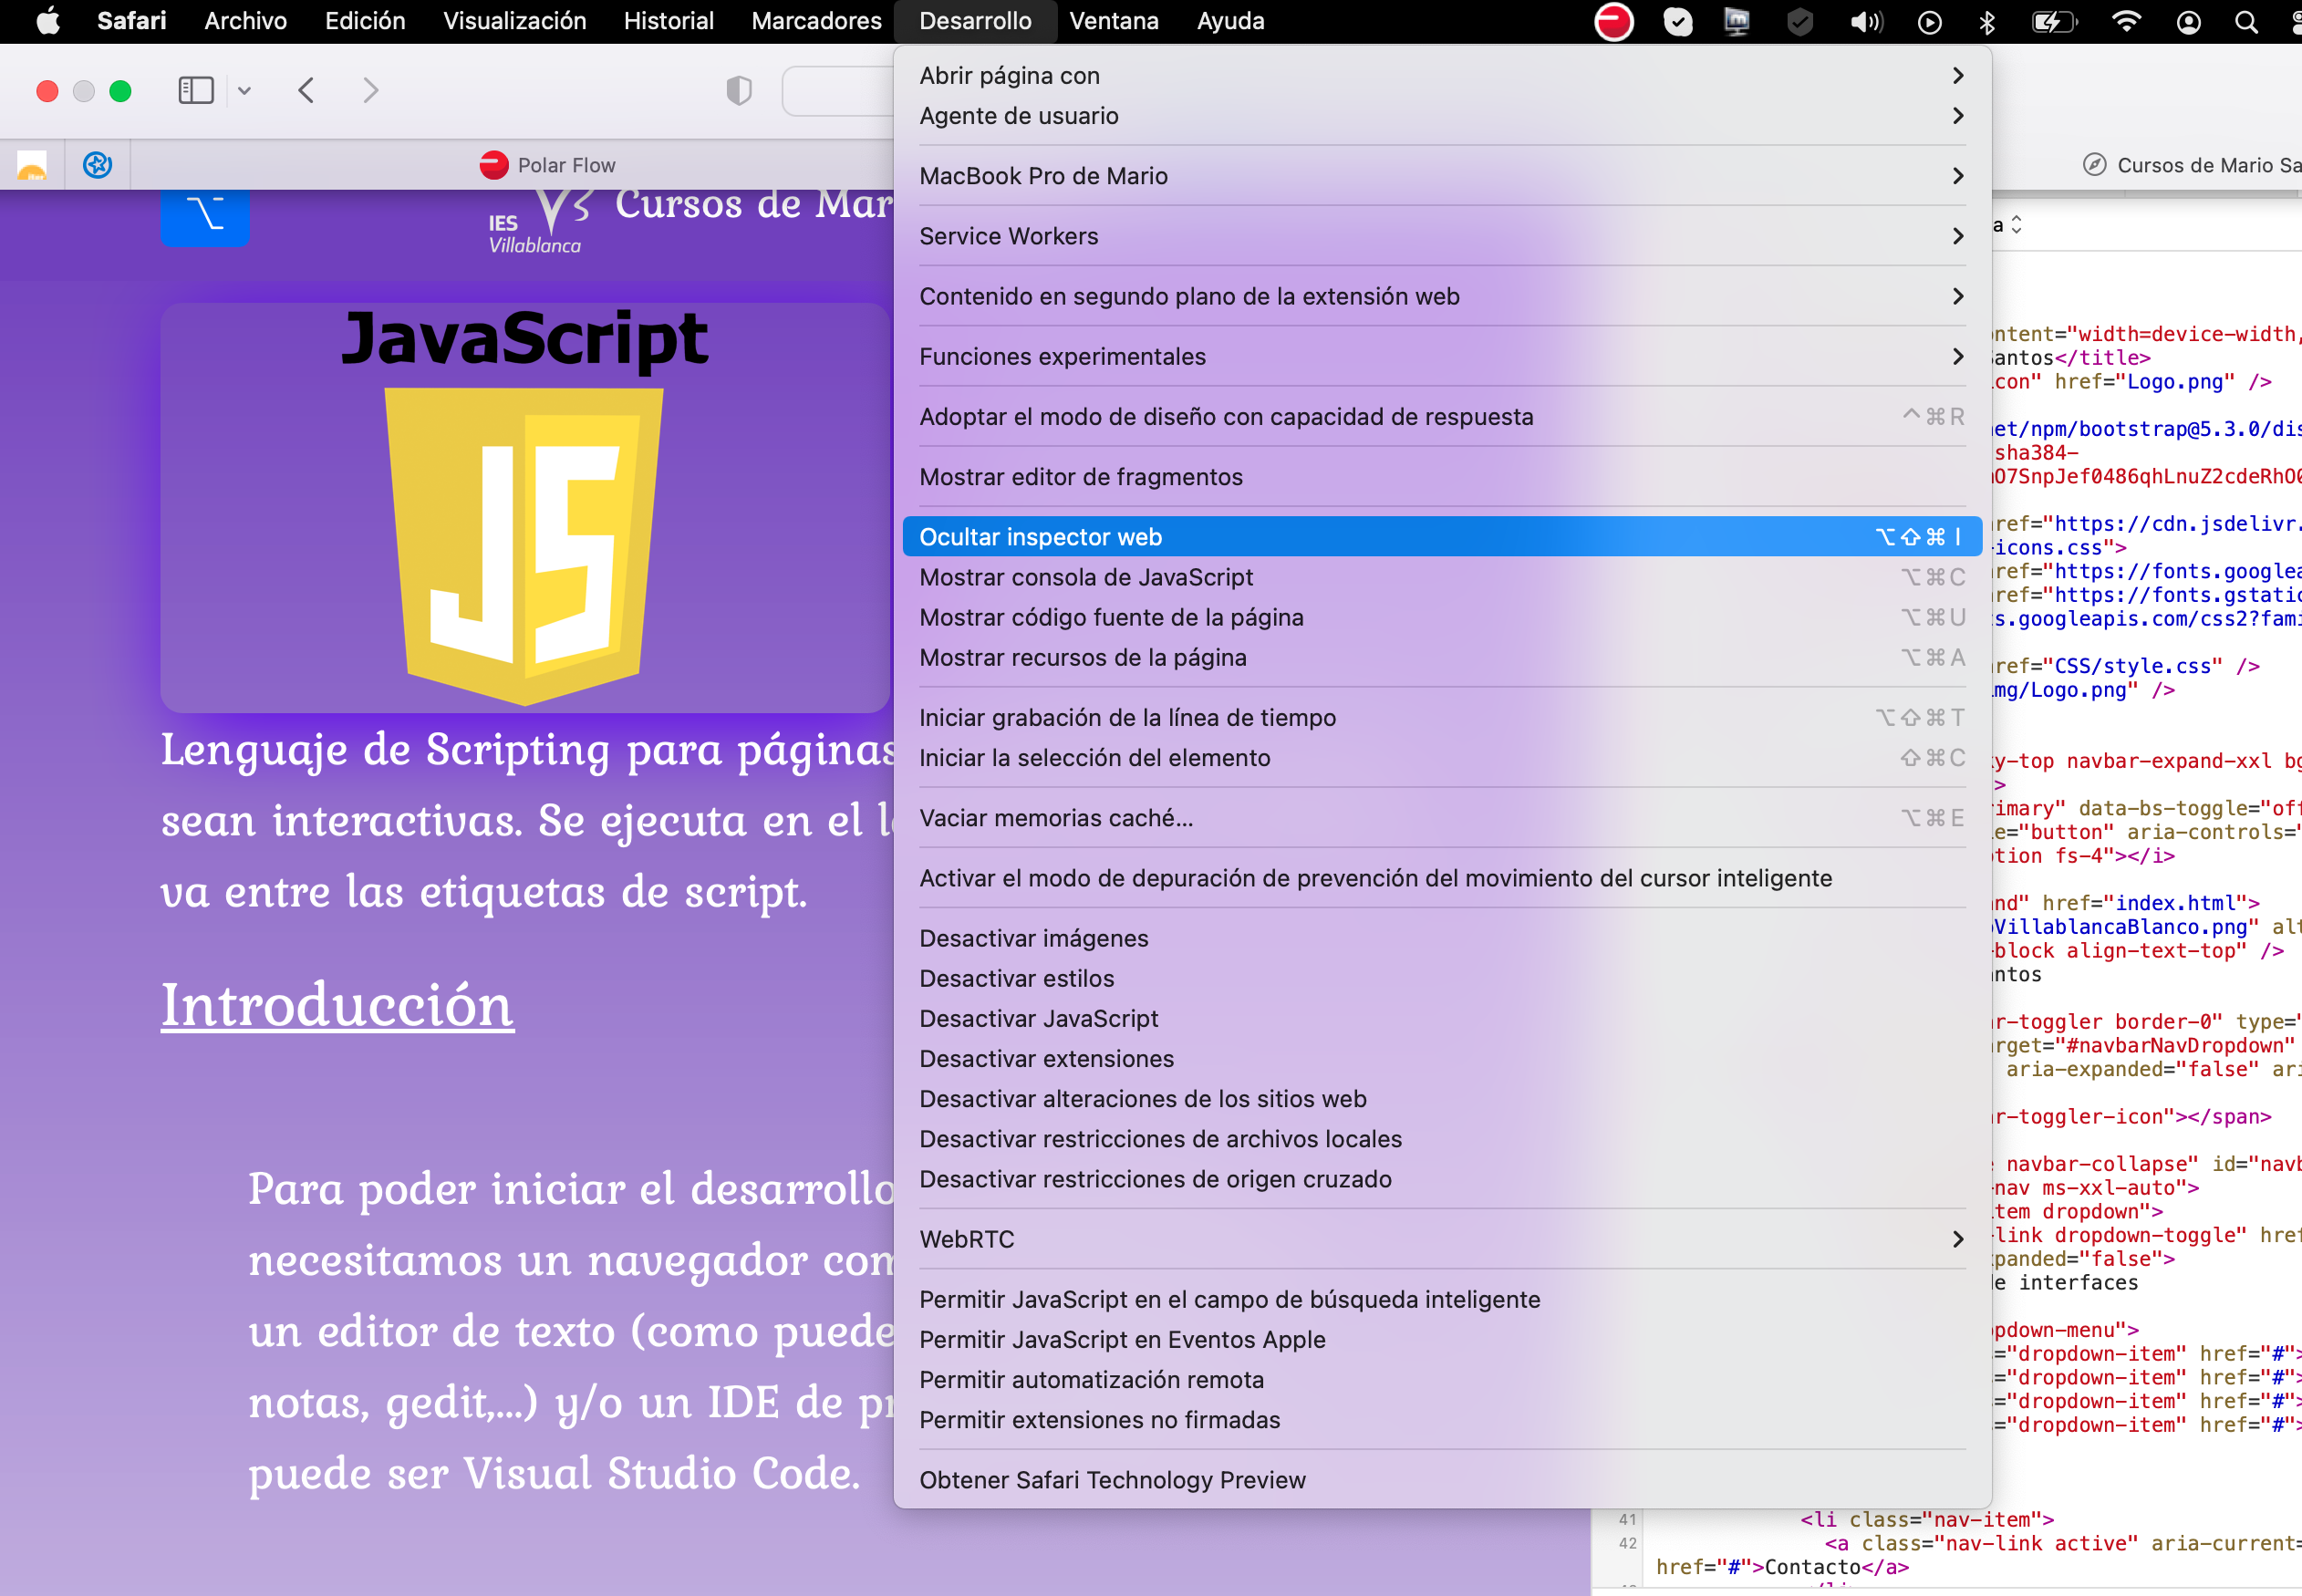 Safari Archivo Edición Visualización Historial Marcadores Desarrollo Ventana Ayuda
Polar Flow
Cursos de Mario Sa
IES
Villablanca
Cursos de Mar
JavaScript
JS
Lenguaje de Scripting para páginas
sean interactivas. Se ejecuta en el l
va entre las etiquetas de script.
Introducción
Para poder iniciar el desarrollo
necesitamos un navegador com
un editor de texto (como puede
notas, gedit,...) y/o un IDE de pr
puede ser Visual Studio Code.
Abrir página con
Agente de usuario
MacBook Pro de Mario
Service Workers
Contenido en segundo plano de la extensión web
Funciones experimentales
Adoptar el modo de diseño con capacidad de respuesta ^⌘R
Mostrar editor de fragmentos
Ocultar inspector web ⌥⇧⌘I
Mostrar consola de JavaScript ⌥⌘C
Mostrar código fuente de la página ⌥⌘U
Mostrar recursos de la página ⌥⌘A
Iniciar grabación de la línea de tiempo ⌥⇧⌘T
Iniciar la selección del elemento ⇧⌘C
Vaciar memorias caché... ⌥⌘E
Activar el modo de depuración de prevención del movimiento del cursor inteligente
Desactivar imágenes
Desactivar estilos
Desactivar JavaScript
Desactivar extensiones
Desactivar alteraciones de los sitios web
Desactivar restricciones de archivos locales
Desactivar restricciones de origen cruzado
WebRTC
Permitir JavaScript en el campo de búsqueda inteligente
Permitir JavaScript en Eventos Apple
Permitir automatización remota
Permitir extensiones no firmadas
Obtener Safari Technology Preview
a
ntent="width=device-width,
antos</title>
con" href="Logo.png" />
et/npm/bootstrap@5.3.0/dis
sha384-
O7SnpJef0486qhLnuZ2cdeRhO0
ref="https://cdn.jsdelivr.
-icons.css">
ref="https://fonts.googlea
ref="https://fonts.gstatic
s.googleapis.com/css2?fami
ref="CSS/style.css" />
mg/Logo.png" />
ky-top navbar-expand-xxl bg
>
rimary" data-bs-toggle="off
e="button" aria-controls="
tion fs-4"></i>
nd" href="index.html">
VillablancaBlanco.png" alt
-block align-text-top" />
ntos
r-toggler border-0" type="
rget="#navbarNavDropdown"
aria-expanded="false" ari
r-toggler-icon"></span>
navbar-collapse" id="navb
-nav ms-xxl-auto">
tem dropdown">
-link dropdown-toggle" href
panded="false">
e interfaces
pdown-menu">
="dropdown-item" href="#">
="dropdown-item" href="#">
="dropdown-item" href="#">
="dropdown-item" href="#">
41 <li class="nav-item">
42 <a class="nav-link active" aria-current=
href="#">Contacto</a>